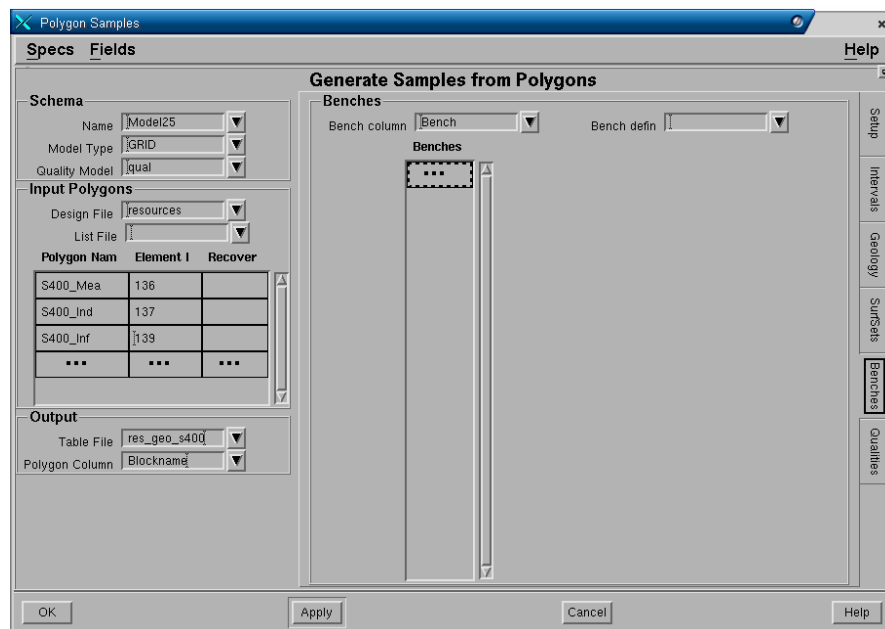 Polygon Samples
Specs Fields Help
Generate Samples from Polygons
Schema
Name Model25
Model Type GRID
Quality Model qual
Input Polygons
Design File resources
List File
Polygon Nam Element I Recover
S400_Mea 136
S400_Ind 137
S400_Inf 139
... ... ...
Output
Table File res_geo_s400
Polygon Column Blockname
Benches
Bench column Bench Bench defin
Benches
...
Setup
Intervals
Geology
SurfSets
Benches
Qualities
OK Apply Cancel Help